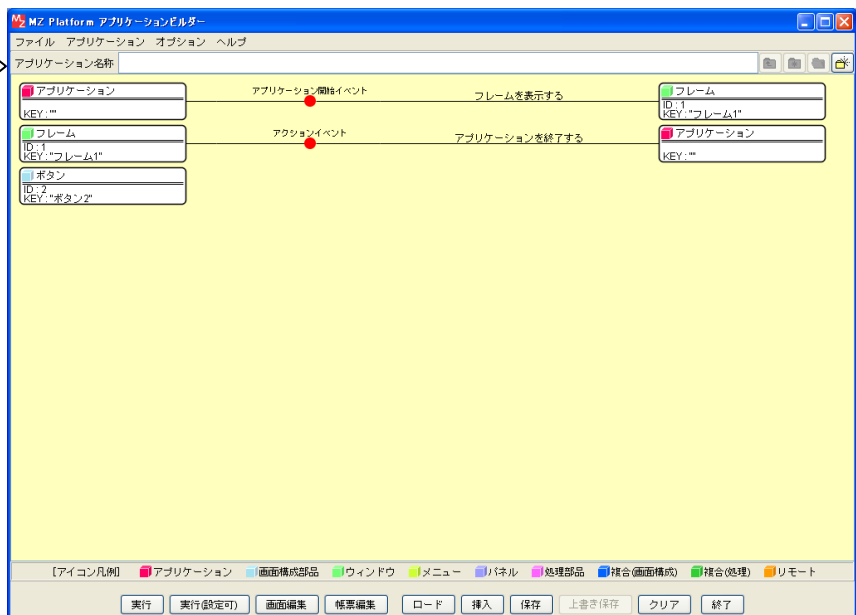 MZ Platform アプリケーションビルダー
ファイル アプリケーション オプション ヘルプ
アプリケーション名称
アプリケーション アプリケーション開始イベント フレームを表示する フレーム
KEY:"" ID:1
KEY:"フレーム1"
フレーム アクションイベント アプリケーションを終了する アプリケーション
ID:1
KEY:"フレーム1" KEY:""
ボタン
ID:2
KEY:"ボタン2"
[アイコン凡例] アプリケーション 画面構成部品 ウィンドウ メニュー パネル 処理部品 複合(画面構成) 複合(処理) リモート
実行 実行(設定可) 画面編集 帳票編集 ロード 挿入 保存 上書き保存 クリア 終了